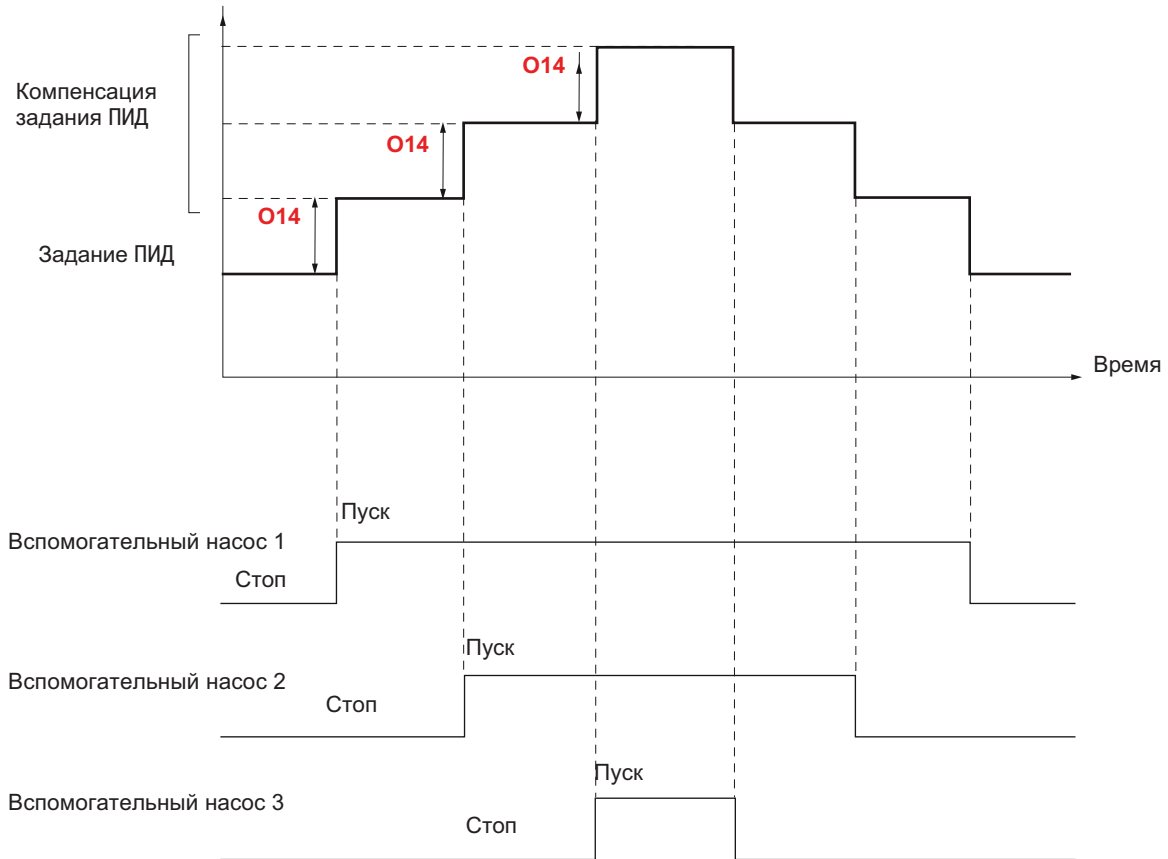 O14
Компенсация
задания ПИД
O14
O14
Задание ПИД
Время
Пуск
Вспомогательный насос 1
Стоп
Пуск
Вспомогательный насос 2
Стоп
Пуск
Вспомогательный насос 3
Стоп